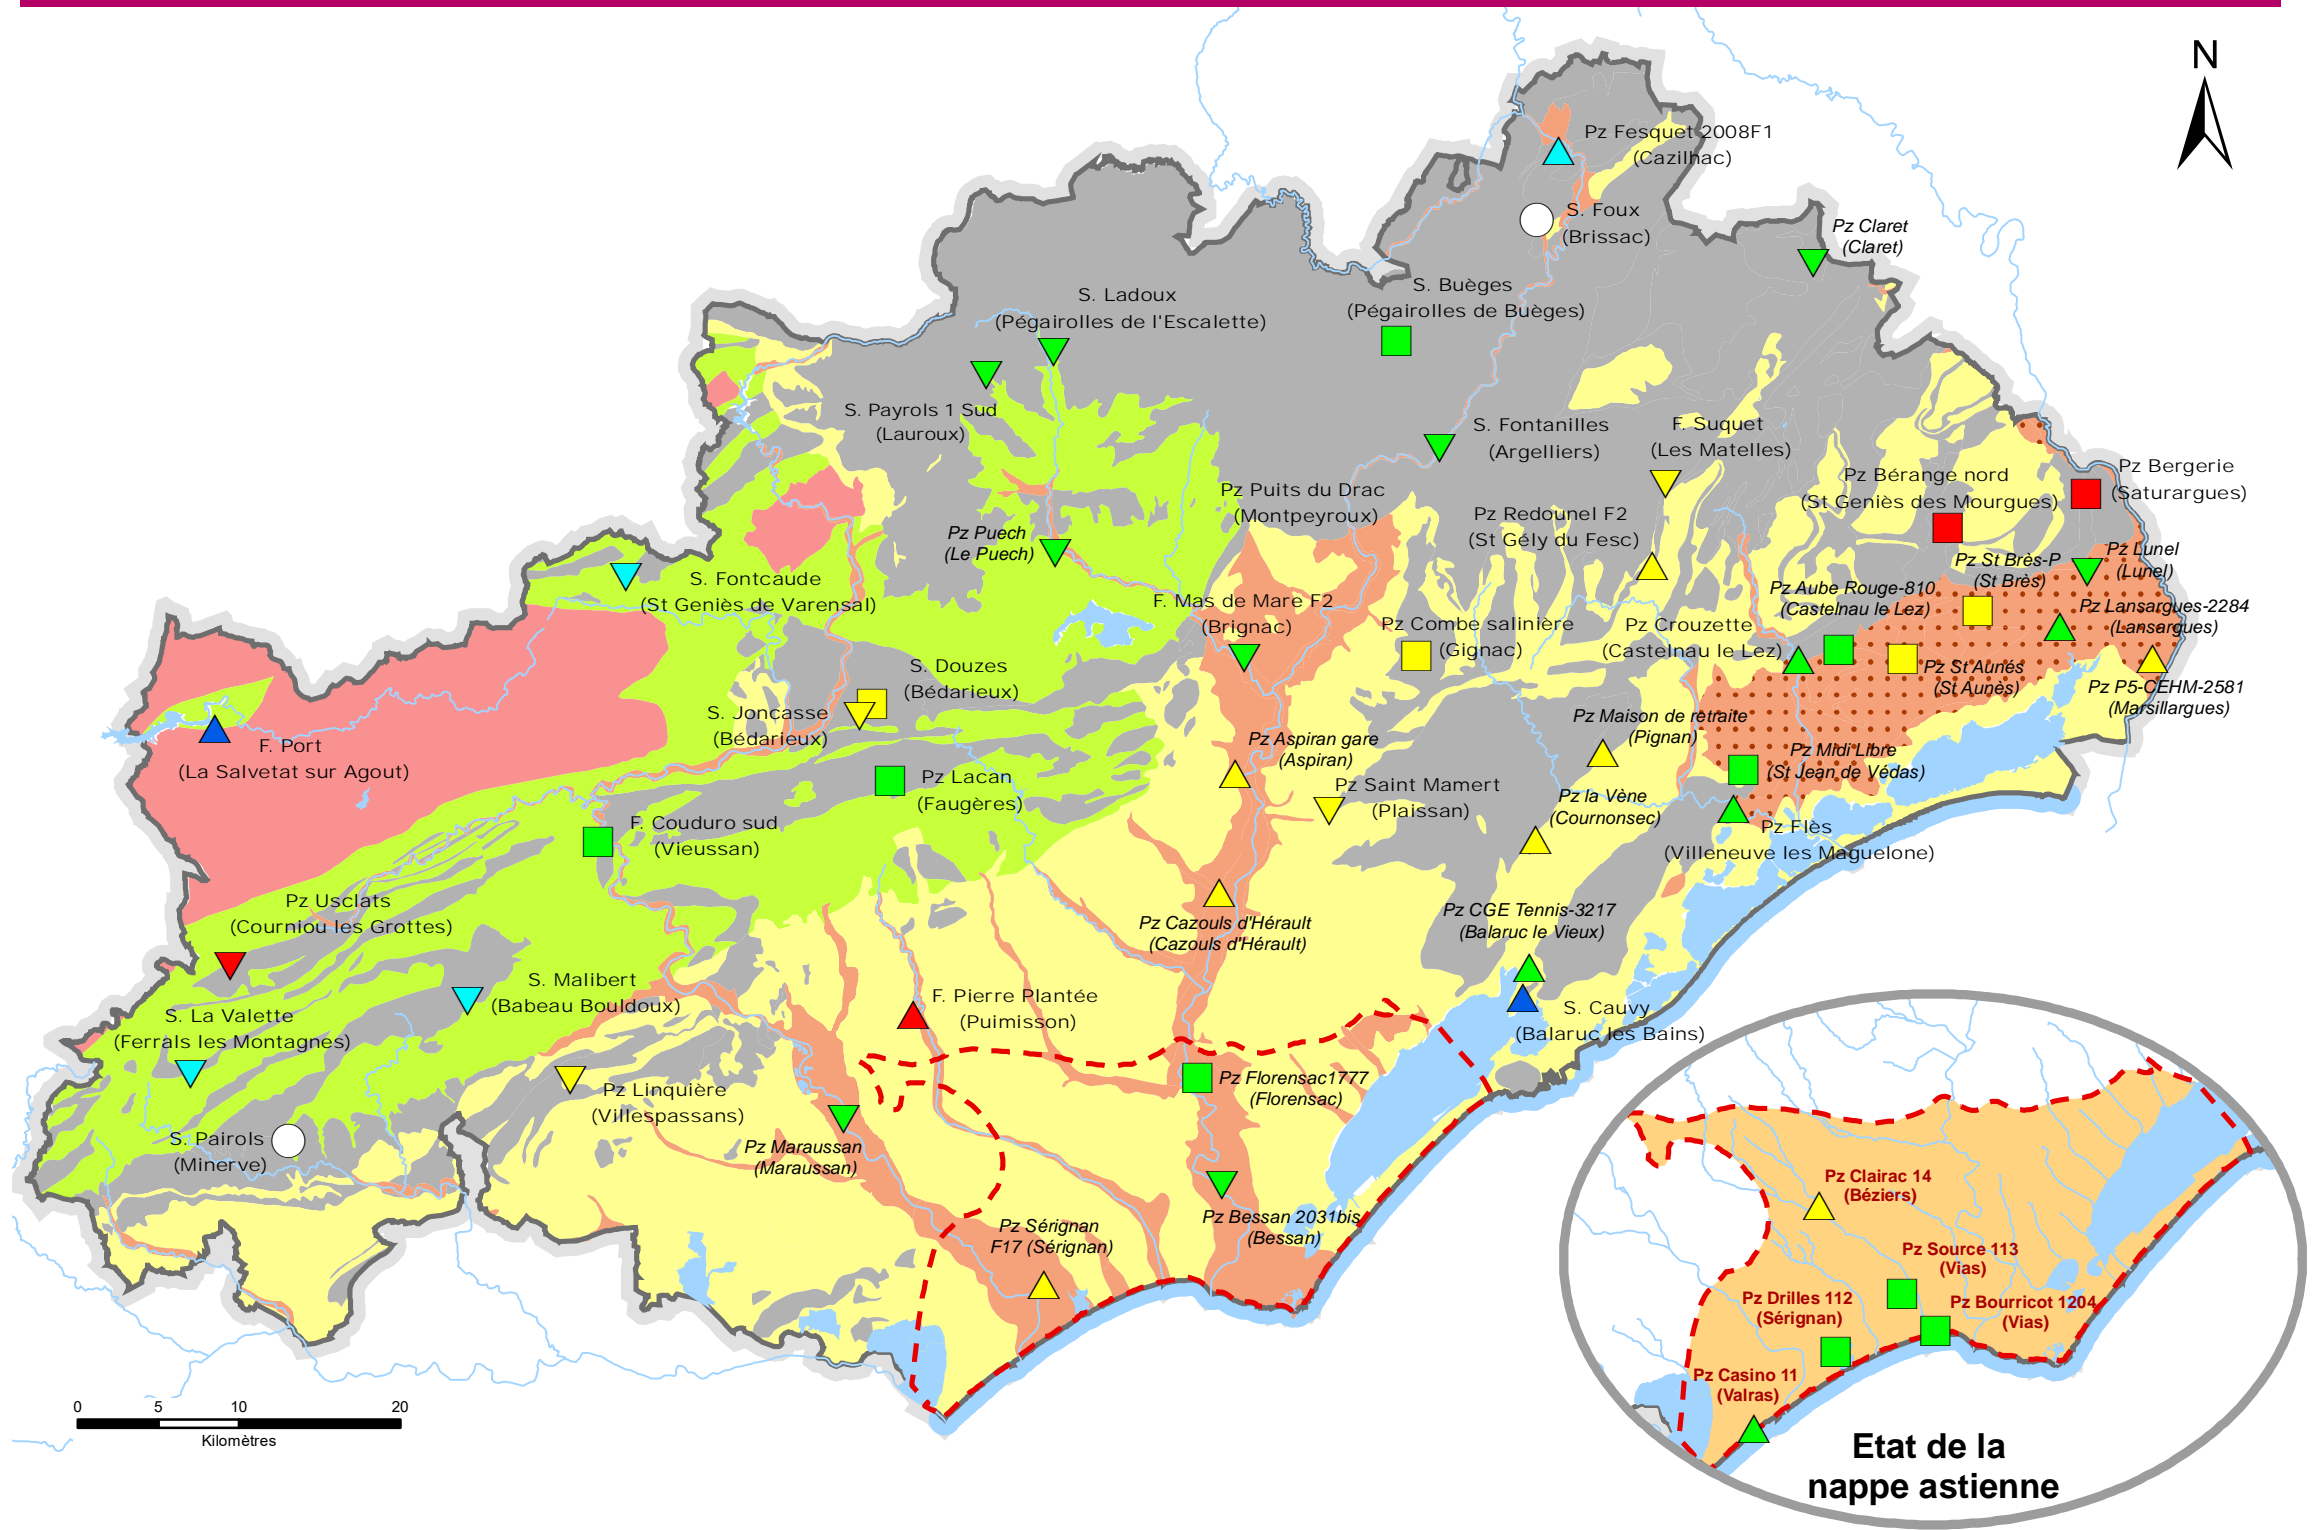 N
Pz Fesquet 2008F1
(Cazilhac)
S. Foux
(Brissac)
Pz Claret
(Claret)
S. Ladoux
(Pégairolles de l'Escalette)
S. Buèges
(Pégairolles de Buèges)
S. Payrols 1 Sud
(Lauroux)
S. Fontanilles
(Argelliers)
F. Suquet
(Les Matelles)
Pz Bérange nord
(St Geniès des Mourgues)
Pz Bergerie
(Saturargues)
Pz Puits du Drac
(Montpeyroux)
Pz Redounel F2
(St Gély du Fesc)
Pz Puech
(Le Puech)
Pz St Brès-P
(St Brès)
Pz Lunel
(Lunel)
S. Fontcaude
(St Geniès de Varensal)
F. Mas de Mare F2
(Brignac)
Pz Aube Rouge-810
(Castelnau le Lez)
Pz Lansargues-2284
(Lansargues)
Pz Combe salinière
(Gignac)
Pz Crouzette
(Castelnau le Lez)
S. Douzes
(Bédarieux)
Pz St Aunés
(St Aunès)
Pz P5-CEHM-2581
(Marsillargues)
S. Joncasse
(Bédarieux)
Pz Maison de retraite
(Pignan)
F. Port
(La Salvetat sur Agout)
Pz Aspiran gare
(Aspiran)
Pz Midi Libre
(St Jean de Védas)
Pz Lacan
(Faugères)
Pz Saint Mamert
(Plaissan)
Pz la Vène
(Cournonsec)
F. Couduro sud
(Vieussan)
Pz Flès
(Villeneuve les Maguelone)
Pz Usclats
(Courniou les Grottes)
Pz Cazouls d'Hérault
(Cazouls d'Hérault)
Pz CGE Tennis-3217
(Balaruc le Vieux)
S. Malibert
(Babeau Bouldoux)
F. Pierre Plantée
(Puimisson)
S. Cauvy
(Balaruc les Bains)
S. La Valette
(Ferrals les Montagnes)
Pz Linquière
(Villespassans)
Pz Florensac1777
(Florensac)
S. Pairols
(Minerve)
Pz Maraussan
(Maraussan)
Pz Bessan 2031bis
(Bessan)
Pz Sérignan
F17 (Sérignan)
Pz Clairac 14
(Béziers)
Pz Source 113
(Vias)
Pz Drilles 112
(Sérignan)
Pz Bourricot 1204
(Vias)
Pz Casino 11
(Valras)
Etat de la
nappe astienne
0 5 10 20
Kilomètres